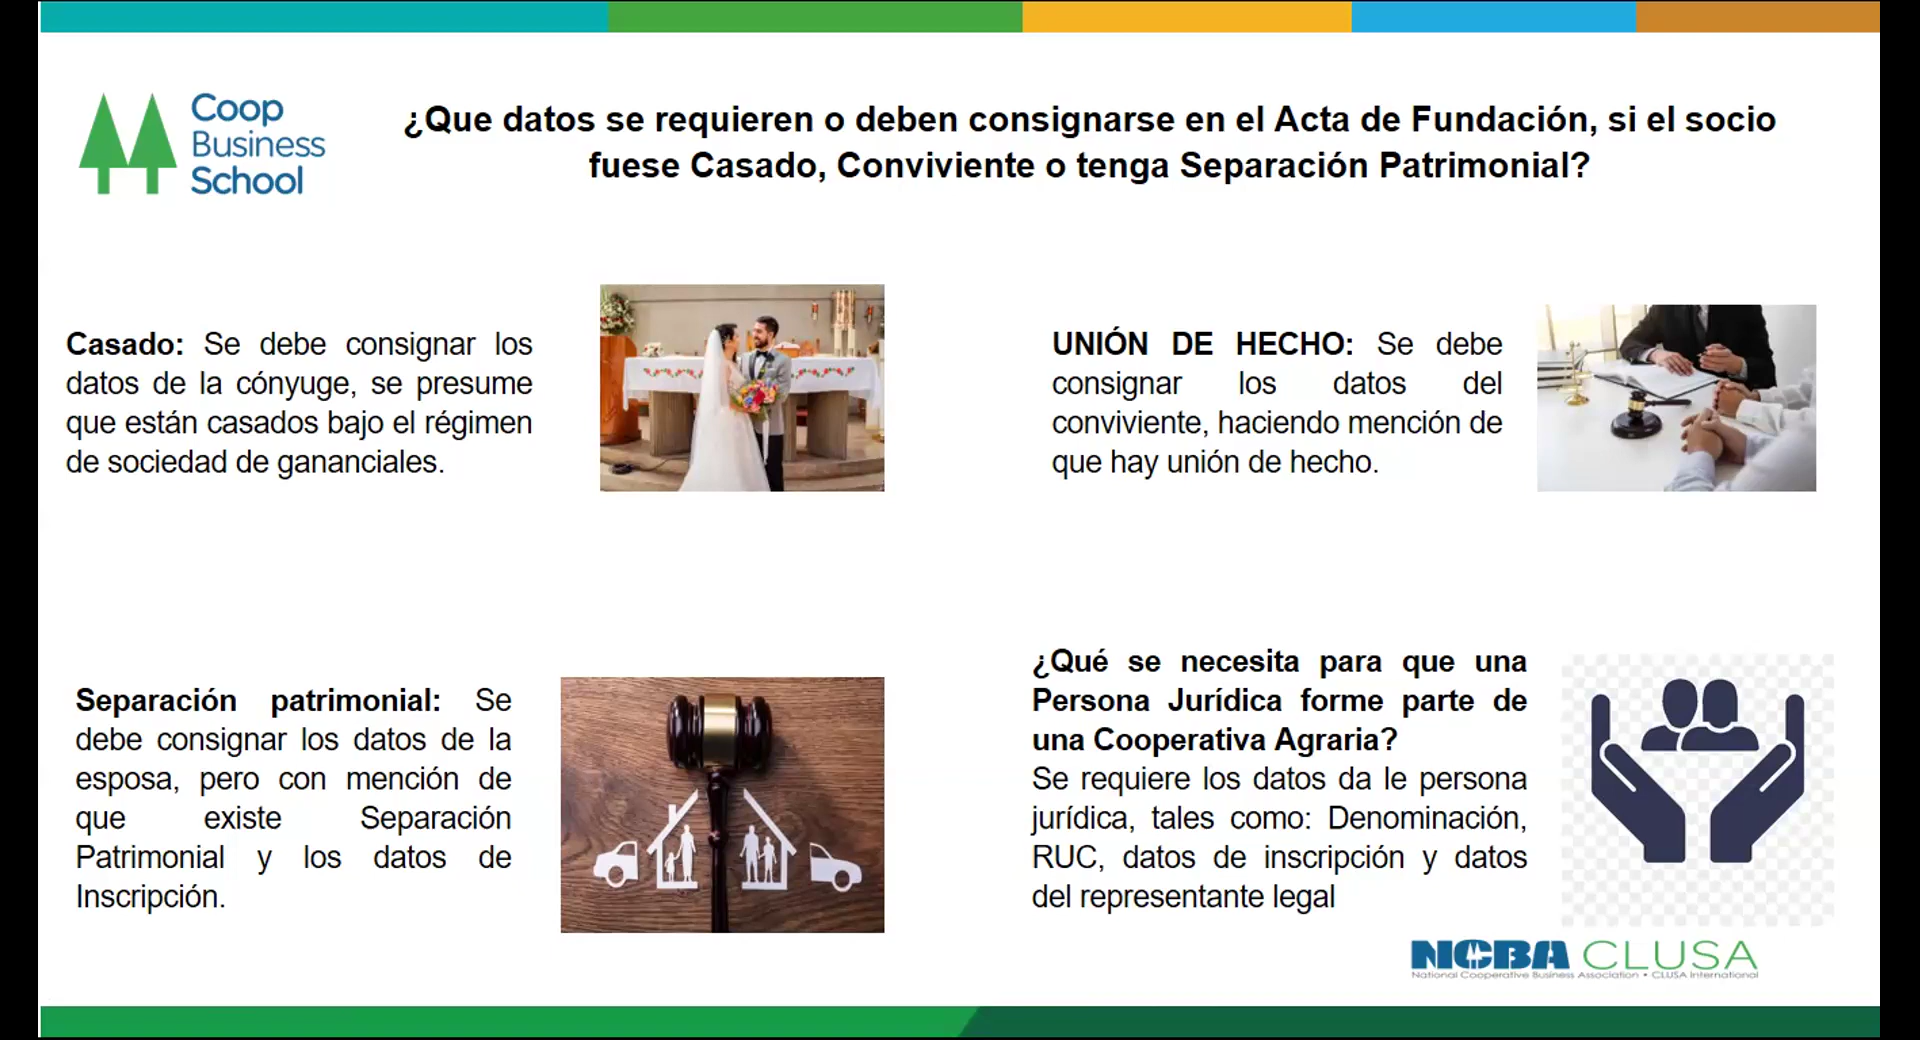 Coop
Business
School
¿Que datos se requieren o deben consignarse en el Acta de Fundación, si el socio
fuese Casado, Conviviente o tenga Separación Patrimonial?
Casado: Se debe consignar los
datos de la cónyuge, se presume
que están casados bajo el régimen
de sociedad de gananciales.
UNIÓN DE HECHO: Se debe
consignar los datos del
conviviente, haciendo mención de
que hay unión de hecho.
Separación patrimonial: Se
debe consignar los datos de la
esposa, pero con mención de
que existe Separación
Patrimonial y los datos de
Inscripción.
¿Qué se necesita para que una
Persona Jurídica forme parte de
una Cooperativa Agraria?
Se requiere los datos da le persona
jurídica, tales como: Denominación,
RUC, datos de inscripción y datos
del representante legal
NCBA CLUSA
National Cooperative Business Association • CLUSA International